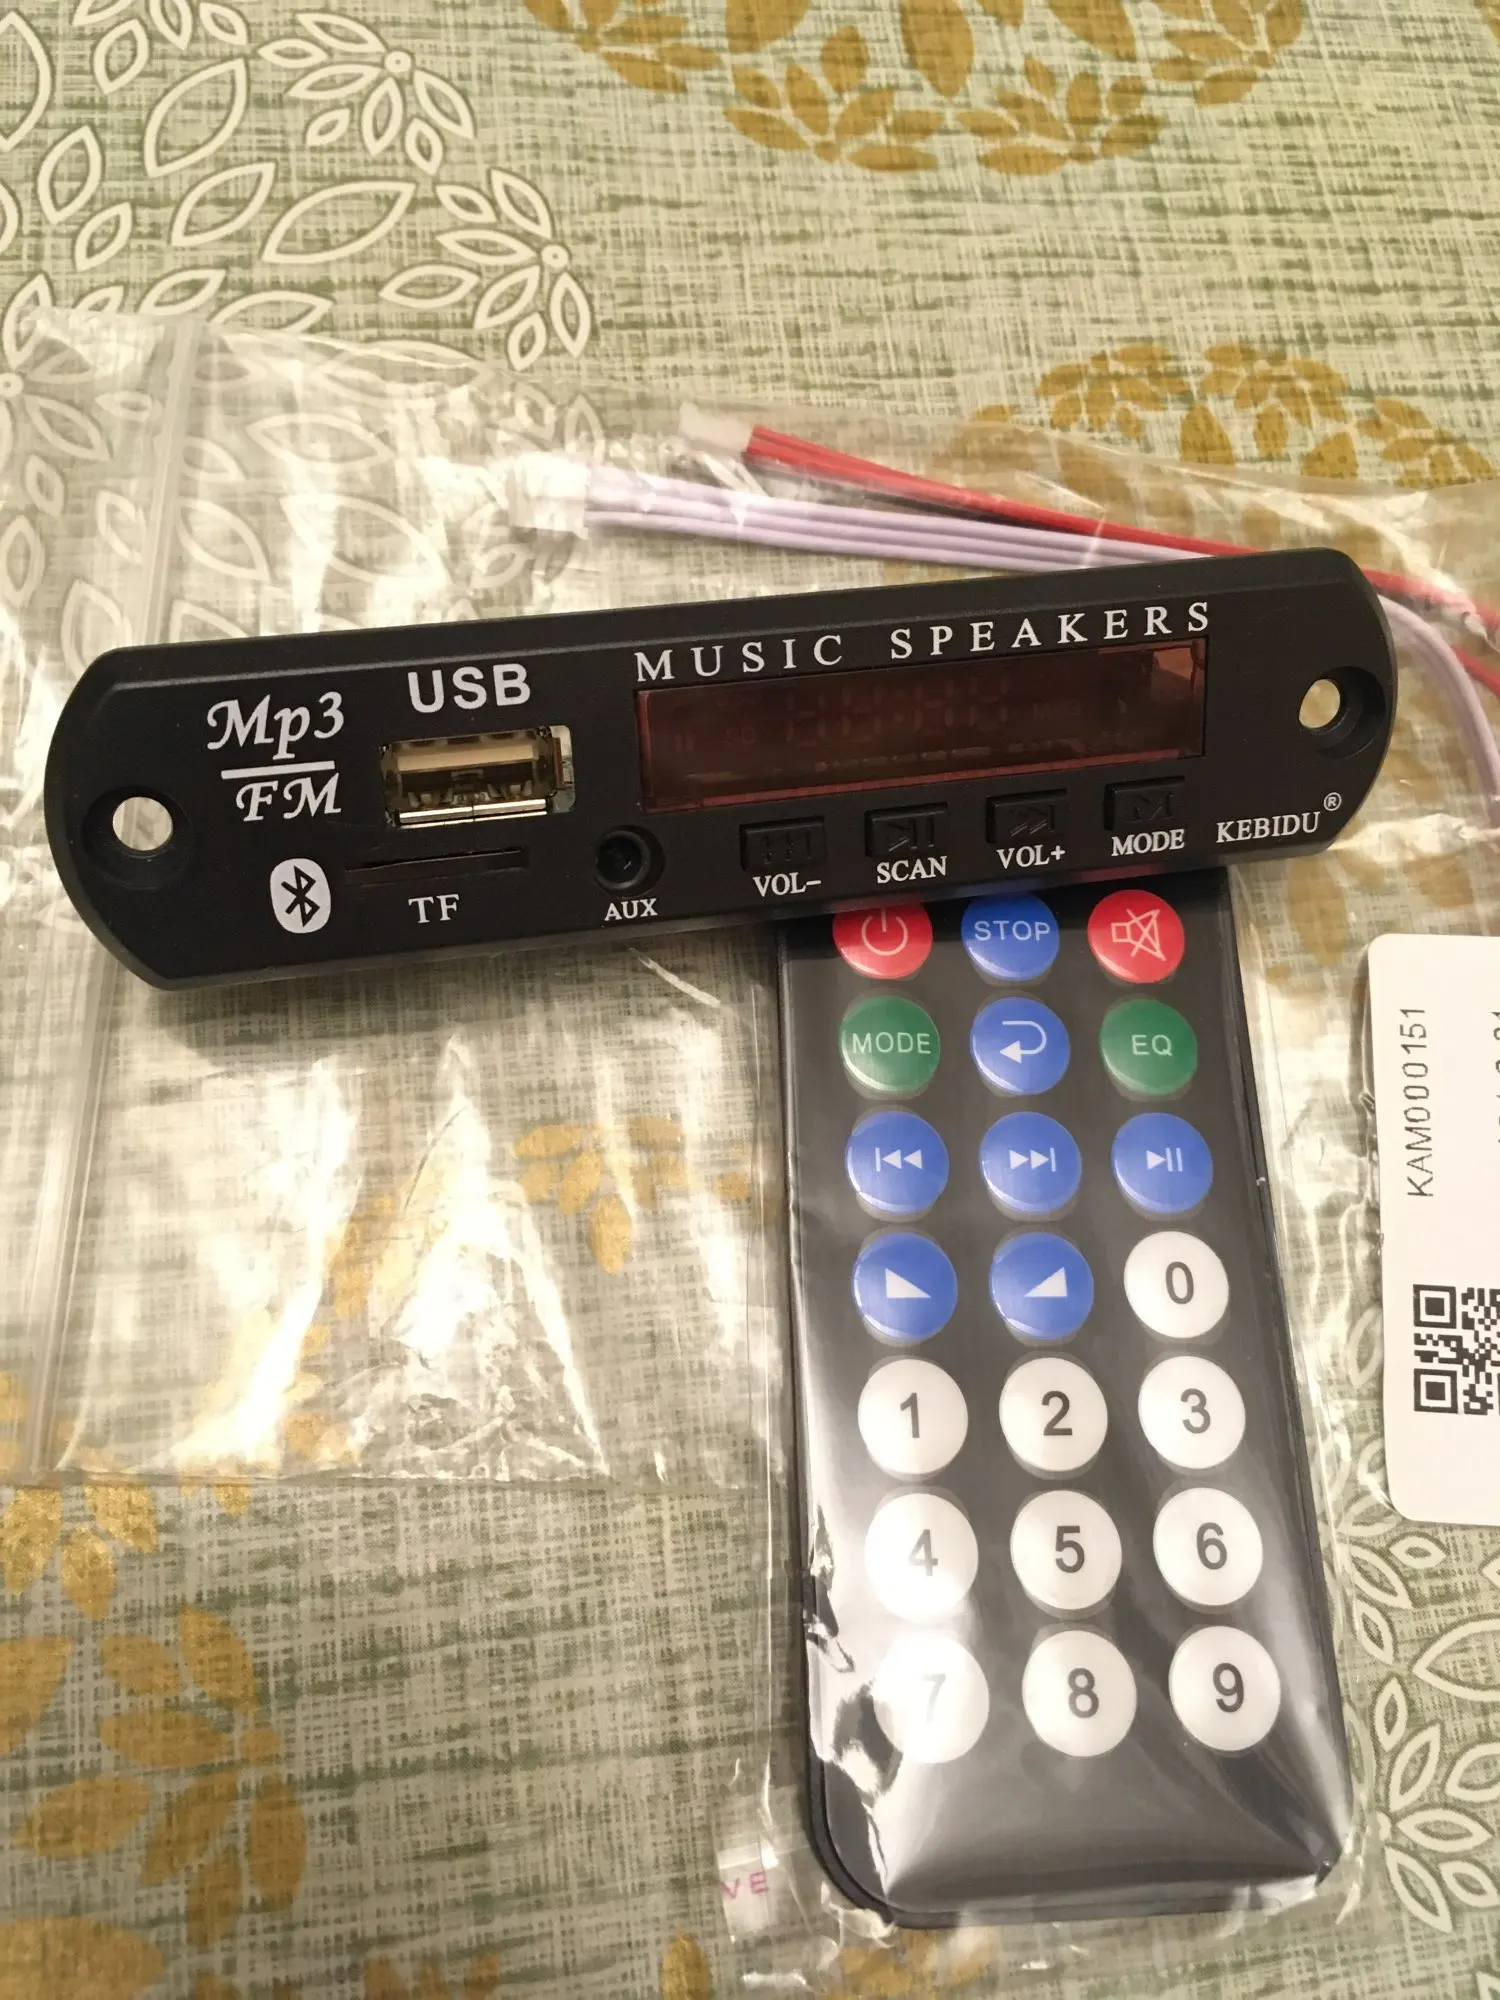 MUSIC SPEAKERS
Mp3
FM
USB
TF
AUX
VOL-
SCAN
VOL+
MODE
KEBIDU®
STOP
MODE
EQ
0
1
2
3
4
5
6
7
8
9
KAM000151
VE